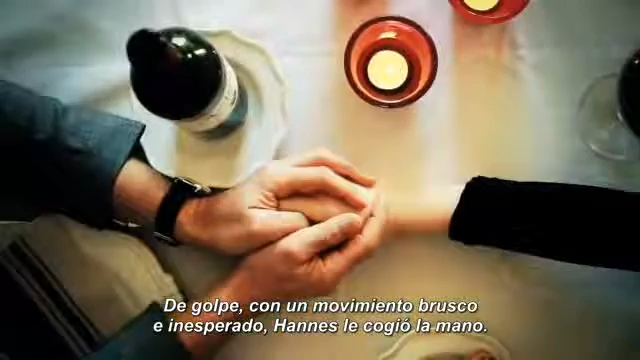 De golpe, con un movimiento brusco
e inesperado, Hannes le cogió la mano.